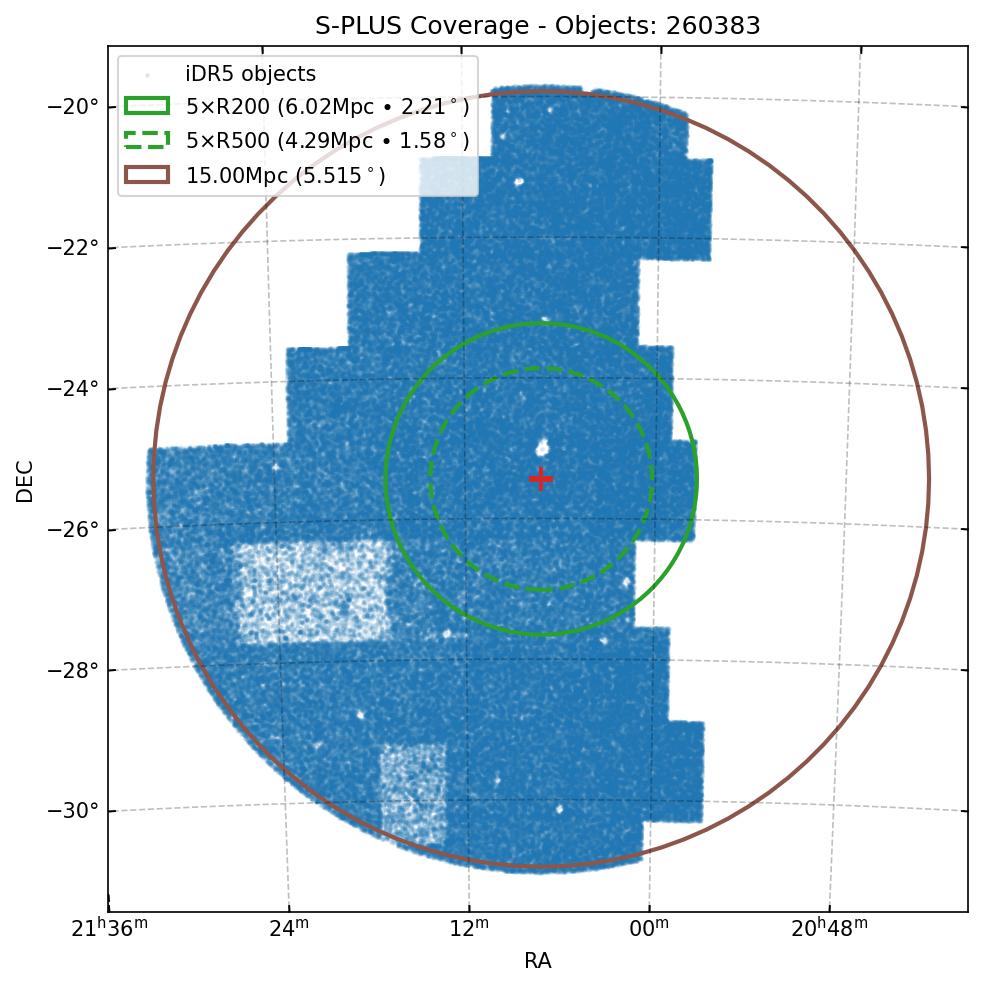 S-PLUS Coverage - Objects: 260383
iDR5 objects
5×R200 (6.02Mpc • 2.21°)
5×R500 (4.29Mpc • 1.58°)
15.00Mpc (5.515°)
−20°
−22°
−24°
−26°
−28°
−30°
DEC
21ʰ36ᵐ 24ᵐ 12ᵐ 00ᵐ 20ʰ48ᵐ
RA